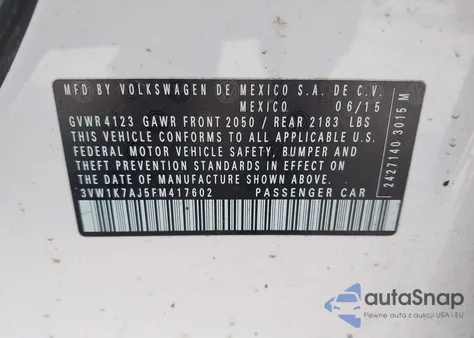 MFD BY VOLKSWAGEN DE MEXICO S.A. DE C.V.
MEXICO 06/15
GVWR 4123 GAWR FRONT 2050 / REAR 2183 LBS
THIS VEHICLE CONFORMS TO ALL APPLICABLE U.S.
FEDERAL MOTOR VEHICLE SAFETY, BUMPER AND
THEFT PREVENTION STANDARDS IN EFFECT ON THE
DATE OF MANUFACTURE SHOWN ABOVE.
3VW1K7AJ5FM417602 PASSENGER CAR
2427140 3015 M
autoSnap
Pewne auta z aukcji USA i EU